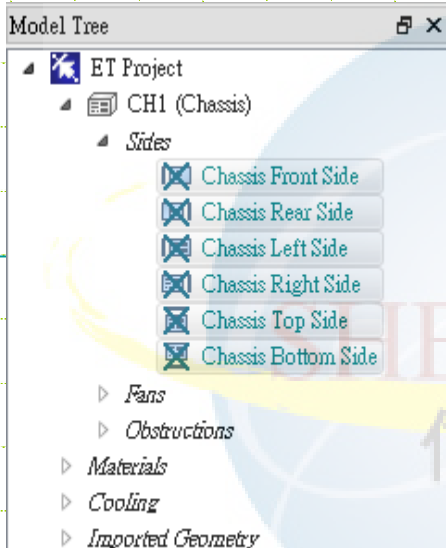 Model Tree
ET Project
CH1 (Chassis)
Sides
Chassis Front Side
Chassis Rear Side
Chassis Left Side
Chassis Right Side
Chassis Top Side
Chassis Bottom Side
SHE
Fans
Obstructions
Materials
Cooling
Imported Geometry